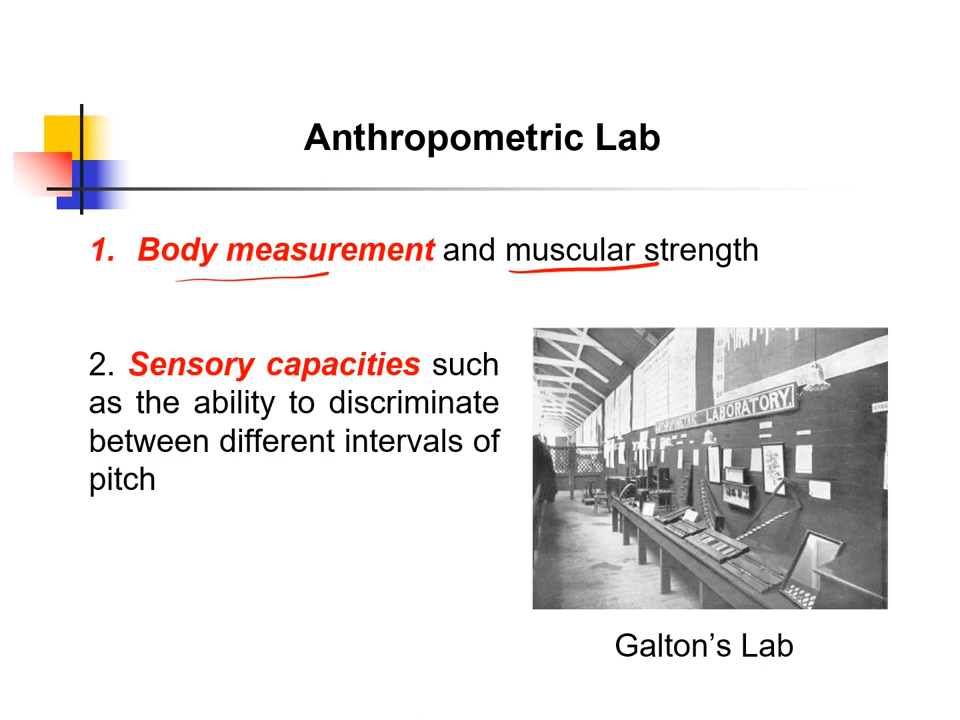 Anthropometric Lab
1. Body measurement and muscular strength
2. Sensory capacities such
as the ability to discriminate
between different intervals of
pitch
ANTHROPOMETRIC LABORATORY
Galton’s Lab